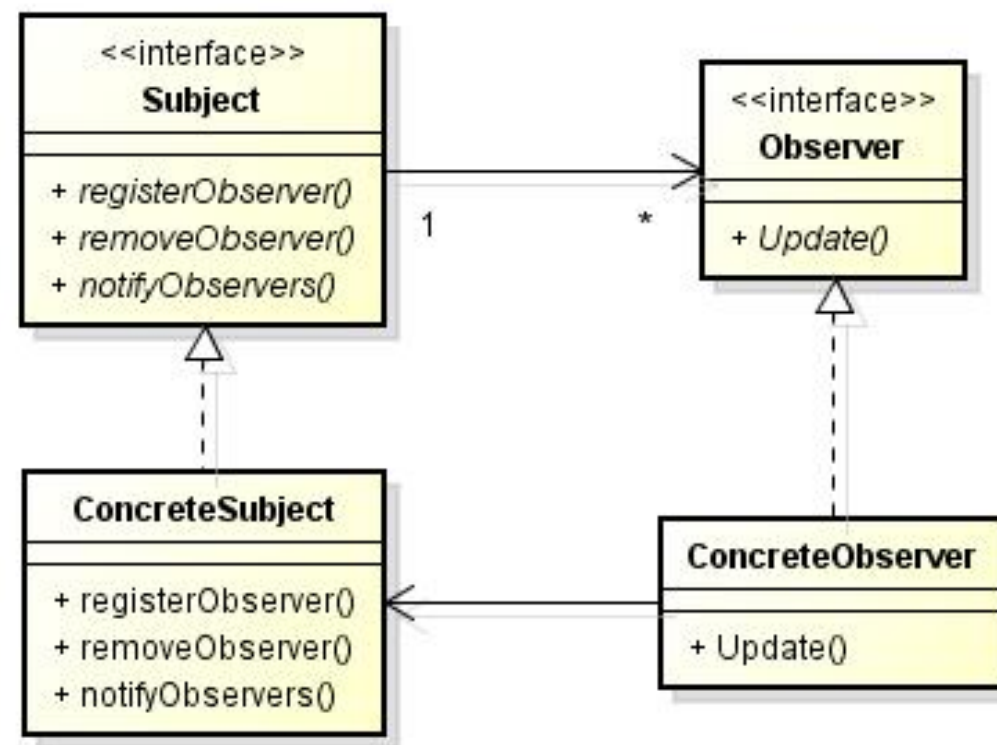 <<interface>>
Subject
+ registerObserver()
+ removeObserver()
+ notifyObservers()
1
*
<<interface>>
Observer
+ Update()
ConcreteSubject
+ registerObserver()
+ removeObserver()
+ notifyObservers()
ConcreteObserver
+ Update()